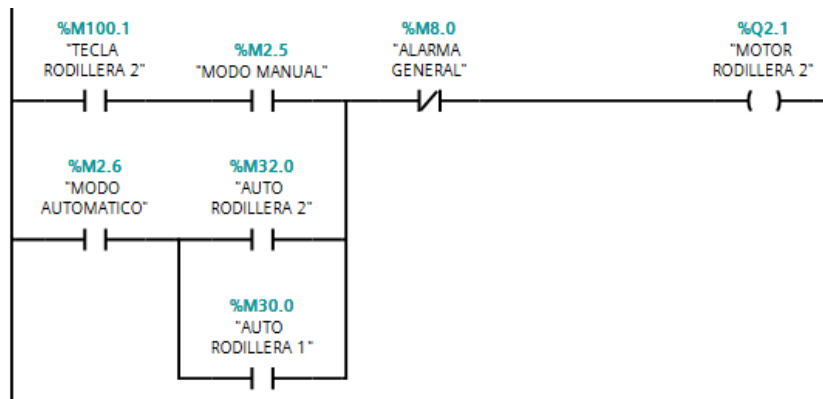 %M100.1
"TECLA
RODILLERA 2"
%M2.5
"MODO MANUAL"
%M8.0
"ALARMA
GENERAL"
%Q2.1
"MOTOR
RODILLERA 2"
%M2.6
"MODO
AUTOMATICO"
%M32.0
"AUTO
RODILLERA 2"
%M30.0
"AUTO
RODILLERA 1"